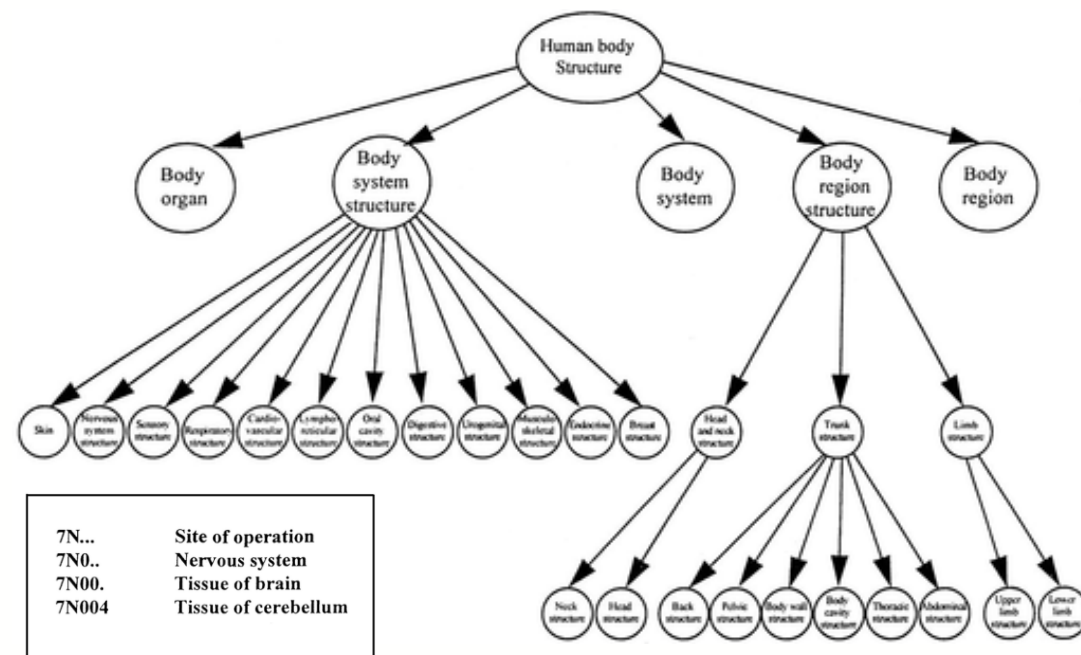 Human body
Structure
Body
organ
Body
system
structure
Body
system
Body
region
structure
Body
region
Skin
Nervous
system
structure
Sensory
structure
Respiratory
structure
Cardio-
vascular
structure
Lympho
reticular
structure
Oral
cavity
structure
Digestive
structure
Urogenital
structure
Musculo
skeletal
structure
Endocrine
structure
Breast
structure
Head
and neck
structure
Trunk
structure
Limb
structure
Neck
structure
Head
structure
Back
structure
Pelvic
structure
Body wall
structure
Body
cavity
structure
Thoracic
structure
Abdominal
structure
Upper
limb
structure
Lower
limb
structure
7N... Site of operation
7N0.. Nervous system
7N00. Tissue of brain
7N004 Tissue of cerebellum